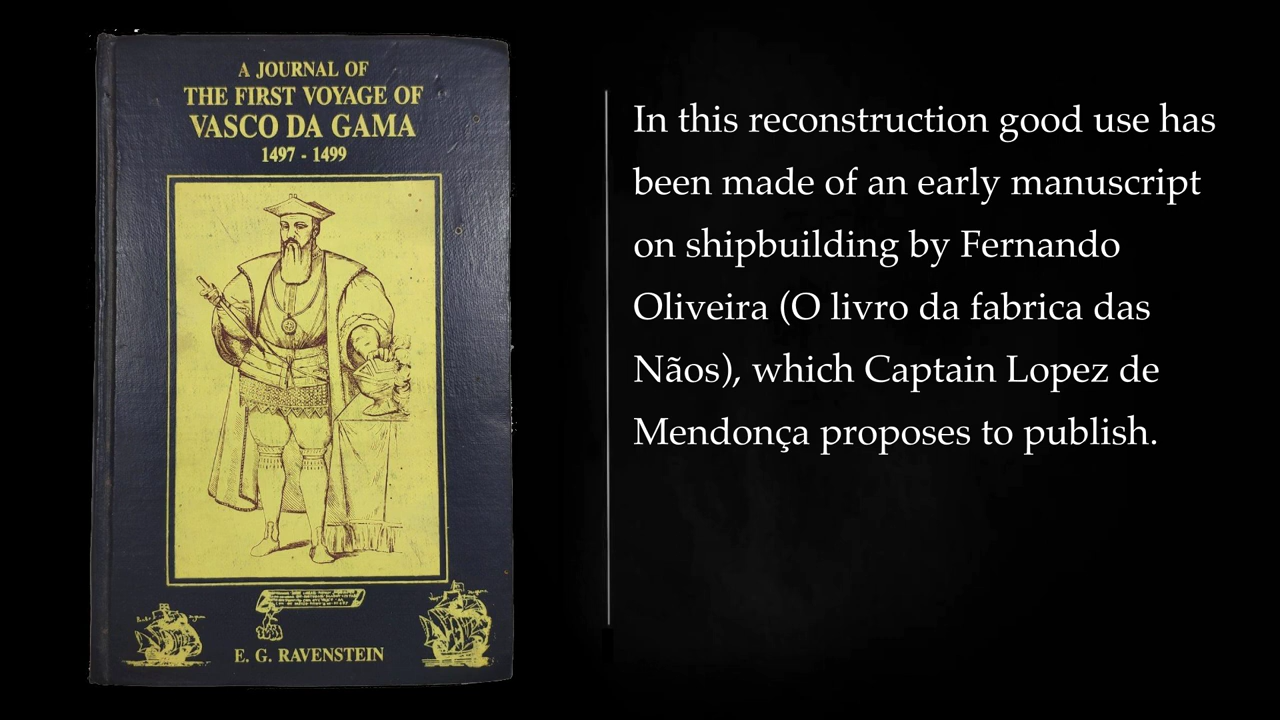 A JOURNAL OF
THE FIRST VOYAGE OF
VASCO DA GAMA
1497 - 1499
E. G. RAVENSTEIN
In this reconstruction good use has
been made of an early manuscript
on shipbuilding by Fernando
Oliveira (O livro da fabrica das
Nãos), which Captain Lopez de
Mendonça proposes to publish.